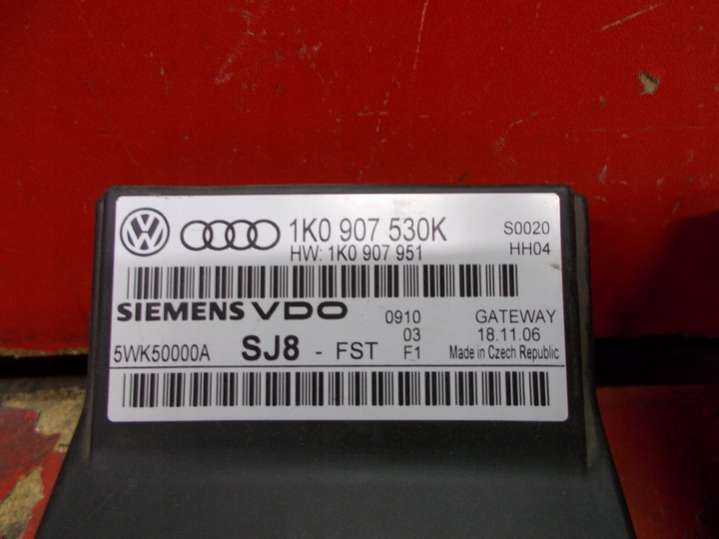 1K0 907 530K S0020
HW: 1K0 907 951 HH04
SIEMENS VDO 0910 GATEWAY
03 18.11.06
5WK50000A SJ8 - FST F1 Made in Czech Republic